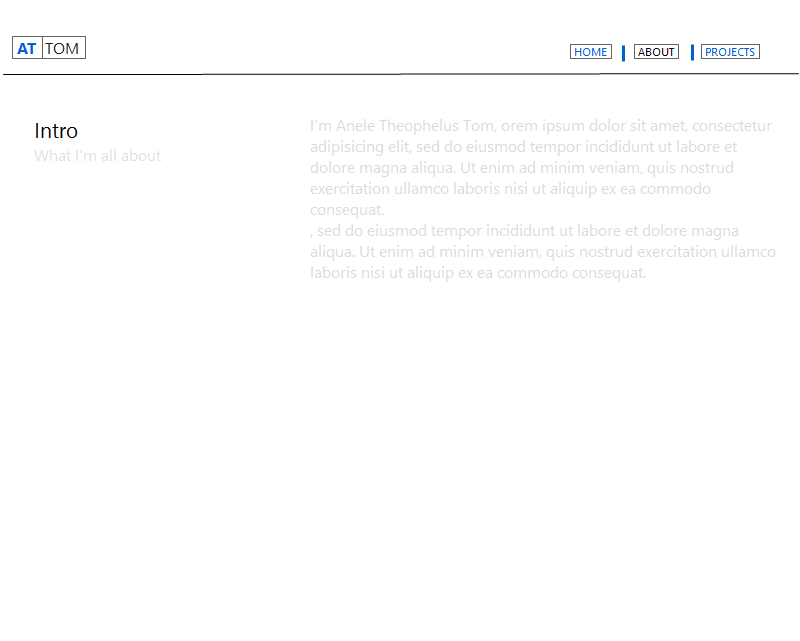 AT TOM
HOME ABOUT PROJECTS
Intro
What I'm all about
I'm Anele Theophelus Tom, orem ipsum dolor sit amet, consectetur
adipisicing elit, sed do eiusmod tempor incididunt ut labore et
dolore magna aliqua. Ut enim ad minim veniam, quis nostrud
exercitation ullamco laboris nisi ut aliquip ex ea commodo
consequat.
, sed do eiusmod tempor incididunt ut labore et dolore magna
aliqua. Ut enim ad minim veniam, quis nostrud exercitation ullamco
laboris nisi ut aliquip ex ea commodo consequat.